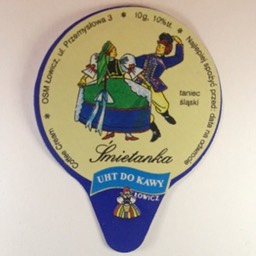 Coffee Cream * OSM Łowicz, ul. Przemysłowa 3 * 10g, 10%tł. * Najlepiej spożyć przed: data na odwrocie
taniec
śląski
Śmietanka
UHT DO KAWY
ŁOWICZ